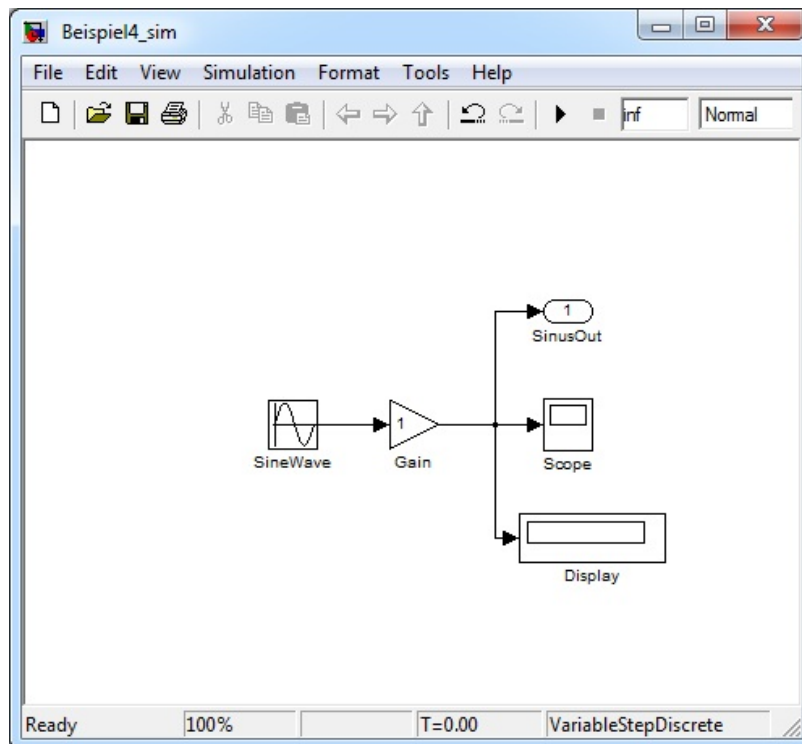 Beispiel4_sim
File Edit View Simulation Format Tools Help
inf Normal
1
SinusOut
1
SineWave Gain Scope
Display
Ready 100% T=0.00 VariableStepDiscrete